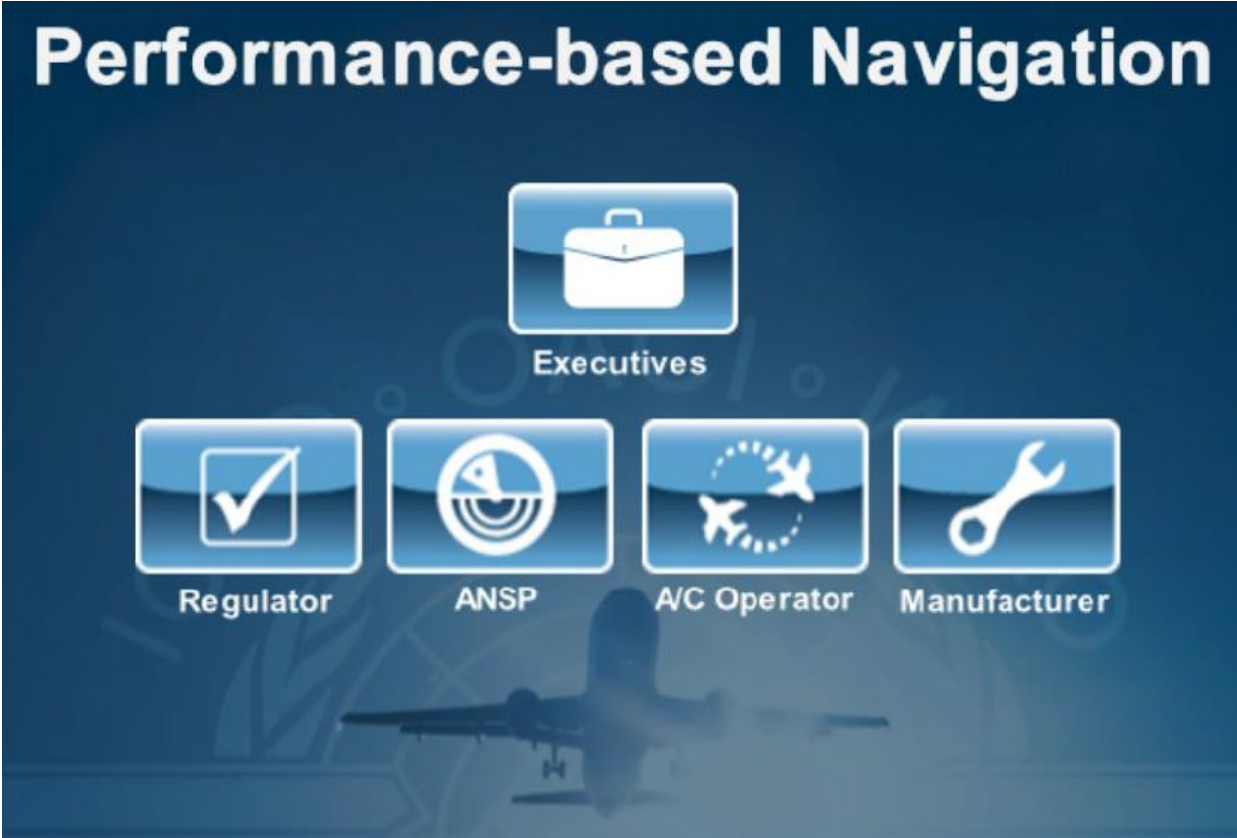 Performance-based Navigation
Executives
Regulator
ANSP
A/C Operator
Manufacturer